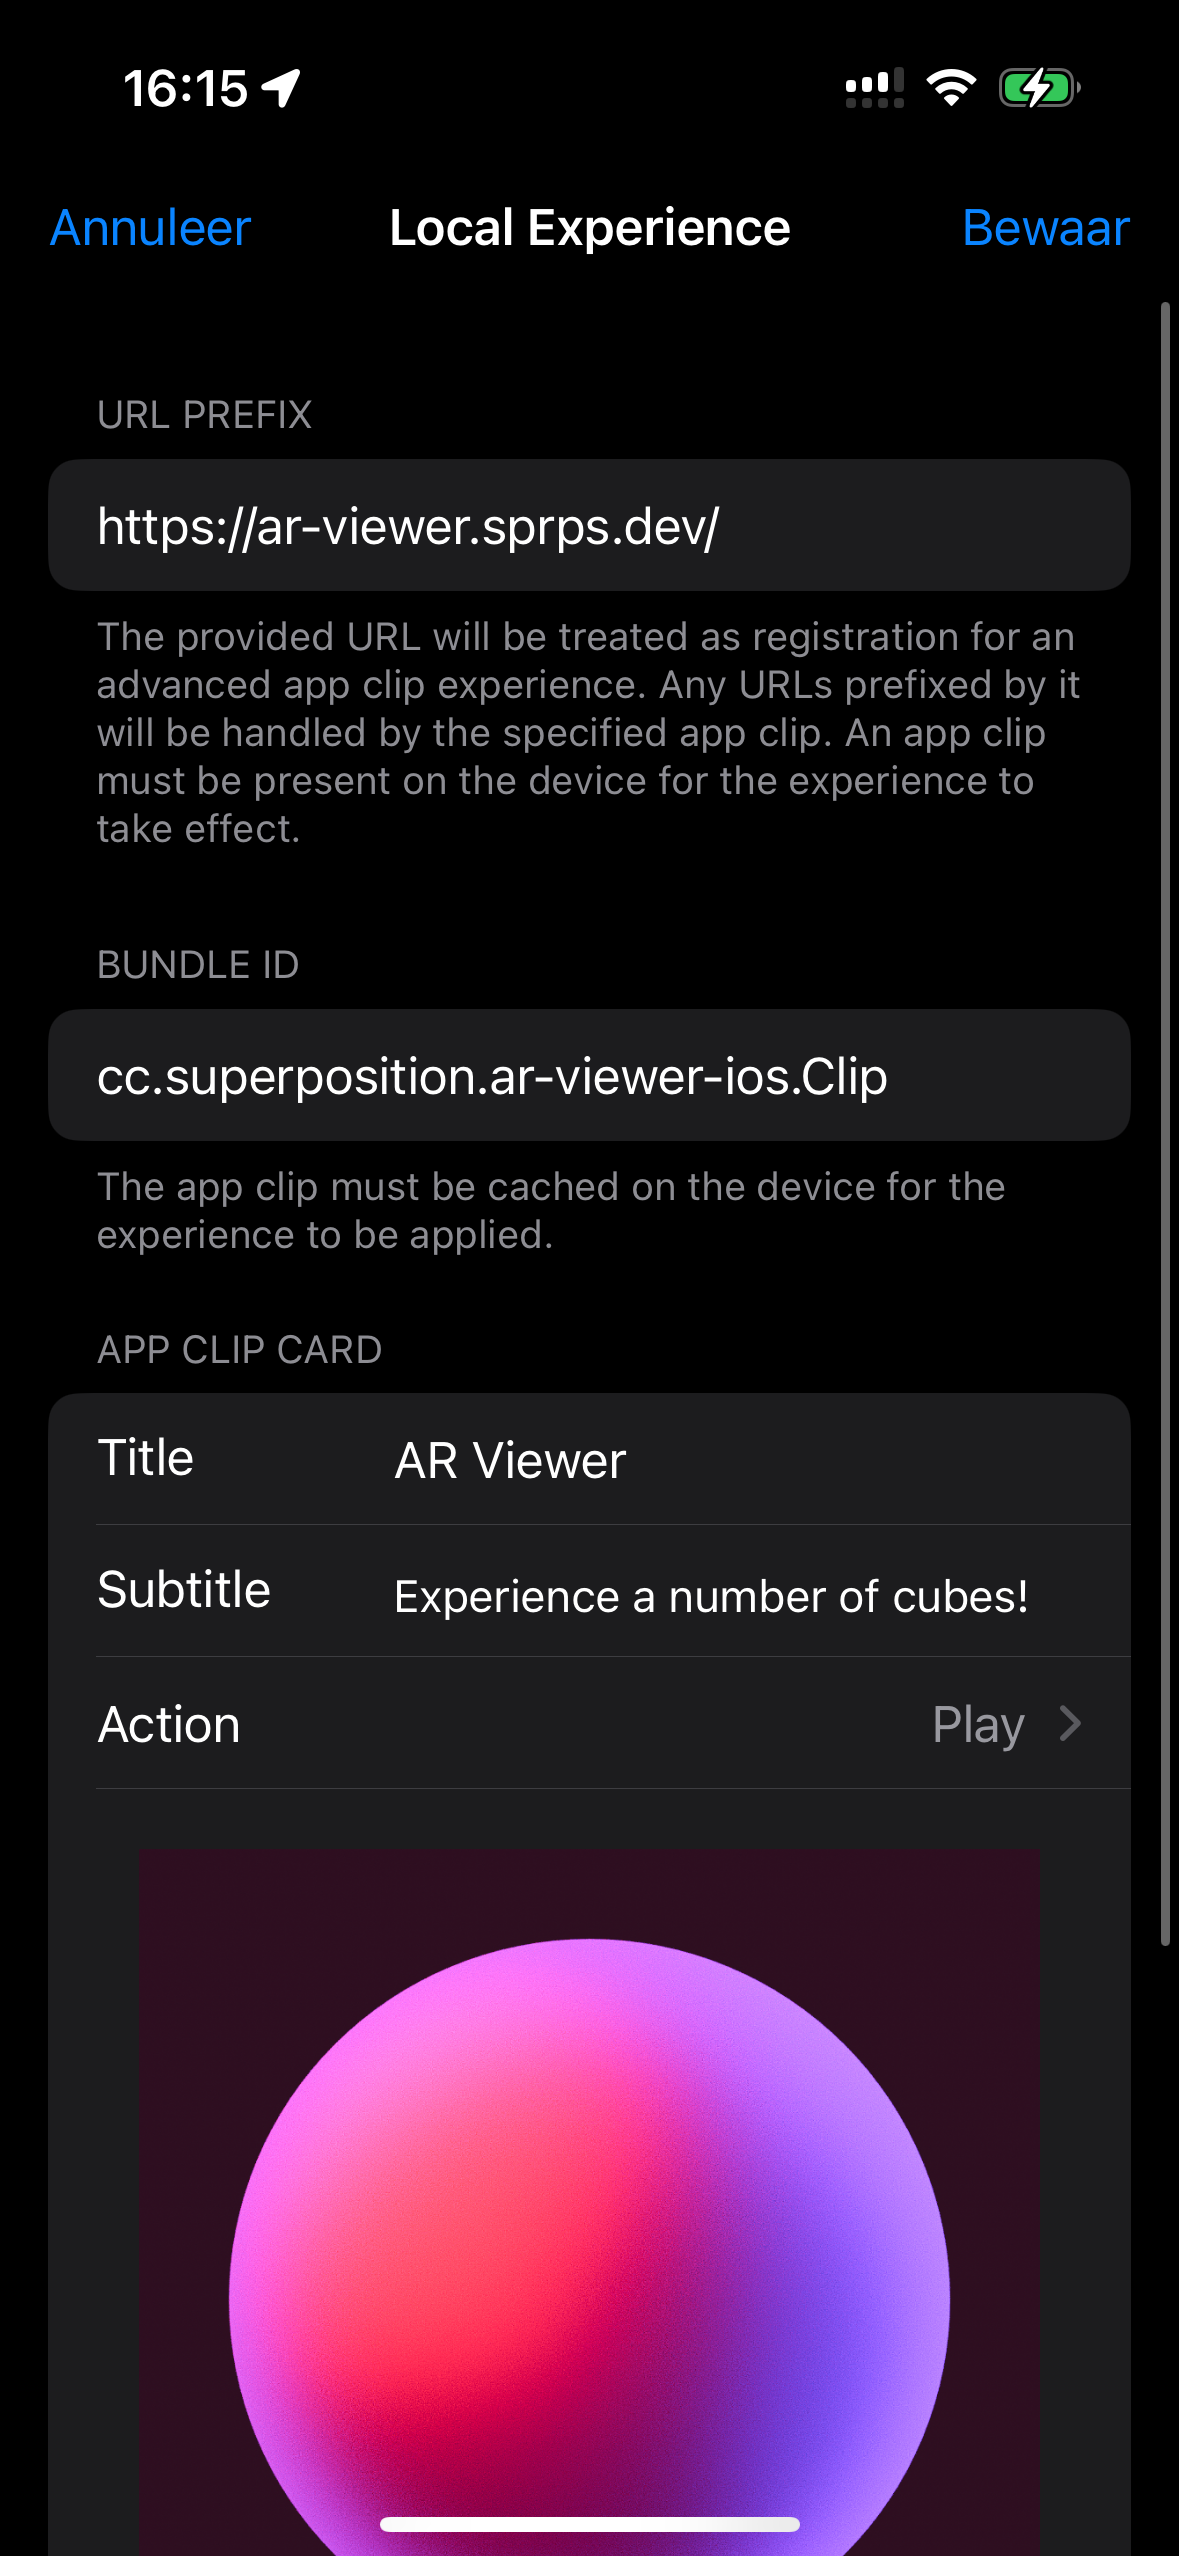 16:15
Annuleer Local Experience Bewaar
URL PREFIX
https://ar-viewer.sprps.dev/
The provided URL will be treated as registration for an
advanced app clip experience. Any URLs prefixed by it
will be handled by the specified app clip. An app clip
must be present on the device for the experience to
take effect.
BUNDLE ID
cc.superposition.ar-viewer-ios.Clip
The app clip must be cached on the device for the
experience to be applied.
APP CLIP CARD
Title AR Viewer
Subtitle Experience a number of cubes!
Action Play